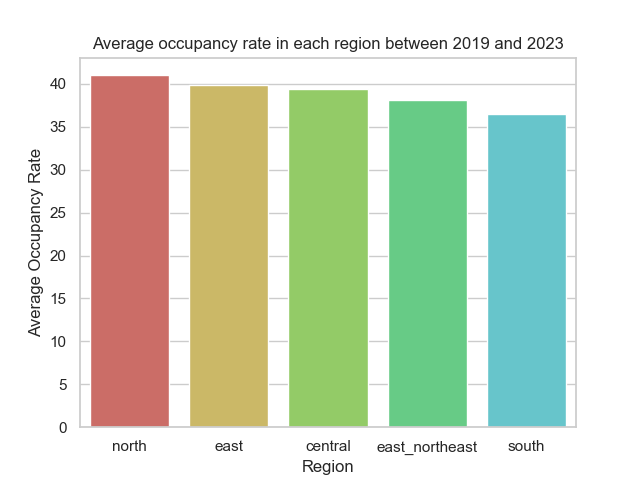 Average occupancy rate in each region between 2019 and 2023
Average Occupancy Rate
40
35
30
25
20
15
10
5
0
north east central east_northeast south
Region